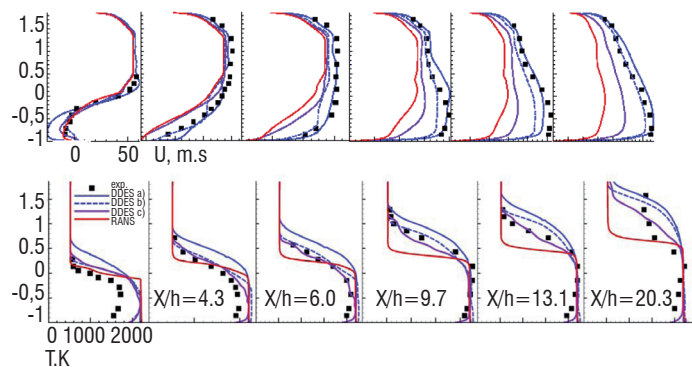 1.5
1
0.5
0
-0,5
-1
0 50 U, m.s
1.5
1
0.5
0
-0,5
-1
exp.
DDES a)
DDES b)
DDES c)
RANS
X/h=4.3
X/h=6.0
X/h=9.7
X/h=13.1
X/h=20.3
0 1000 2000
T.K